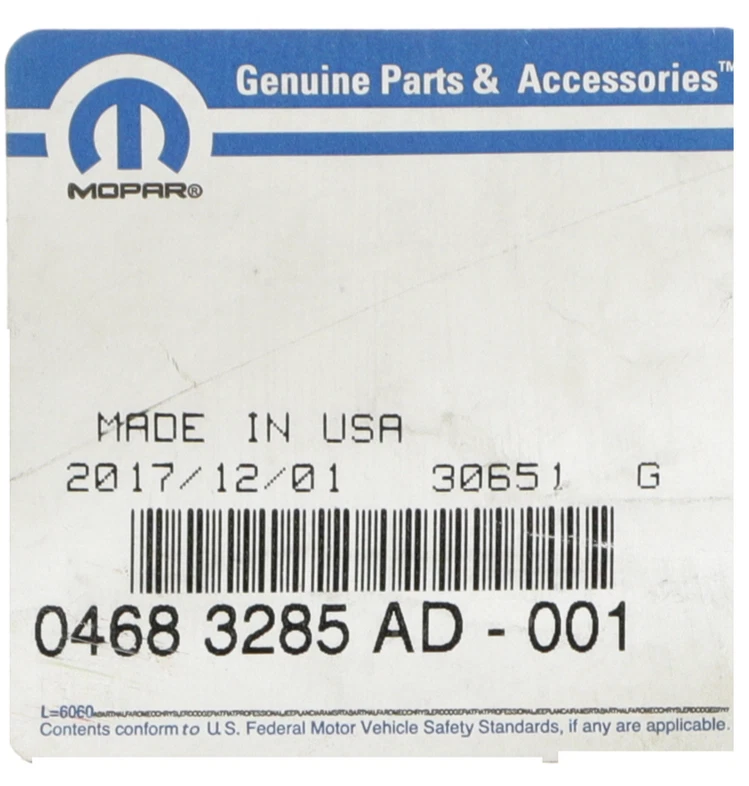 Genuine Parts & Accessories™
MOPAR®
MADE IN USA
2017/12/01 30651 G
0468 3285 AD - 001
L=6060
Contents conform to U.S. Federal Motor Vehicle Safety Standards, if any are applicable.